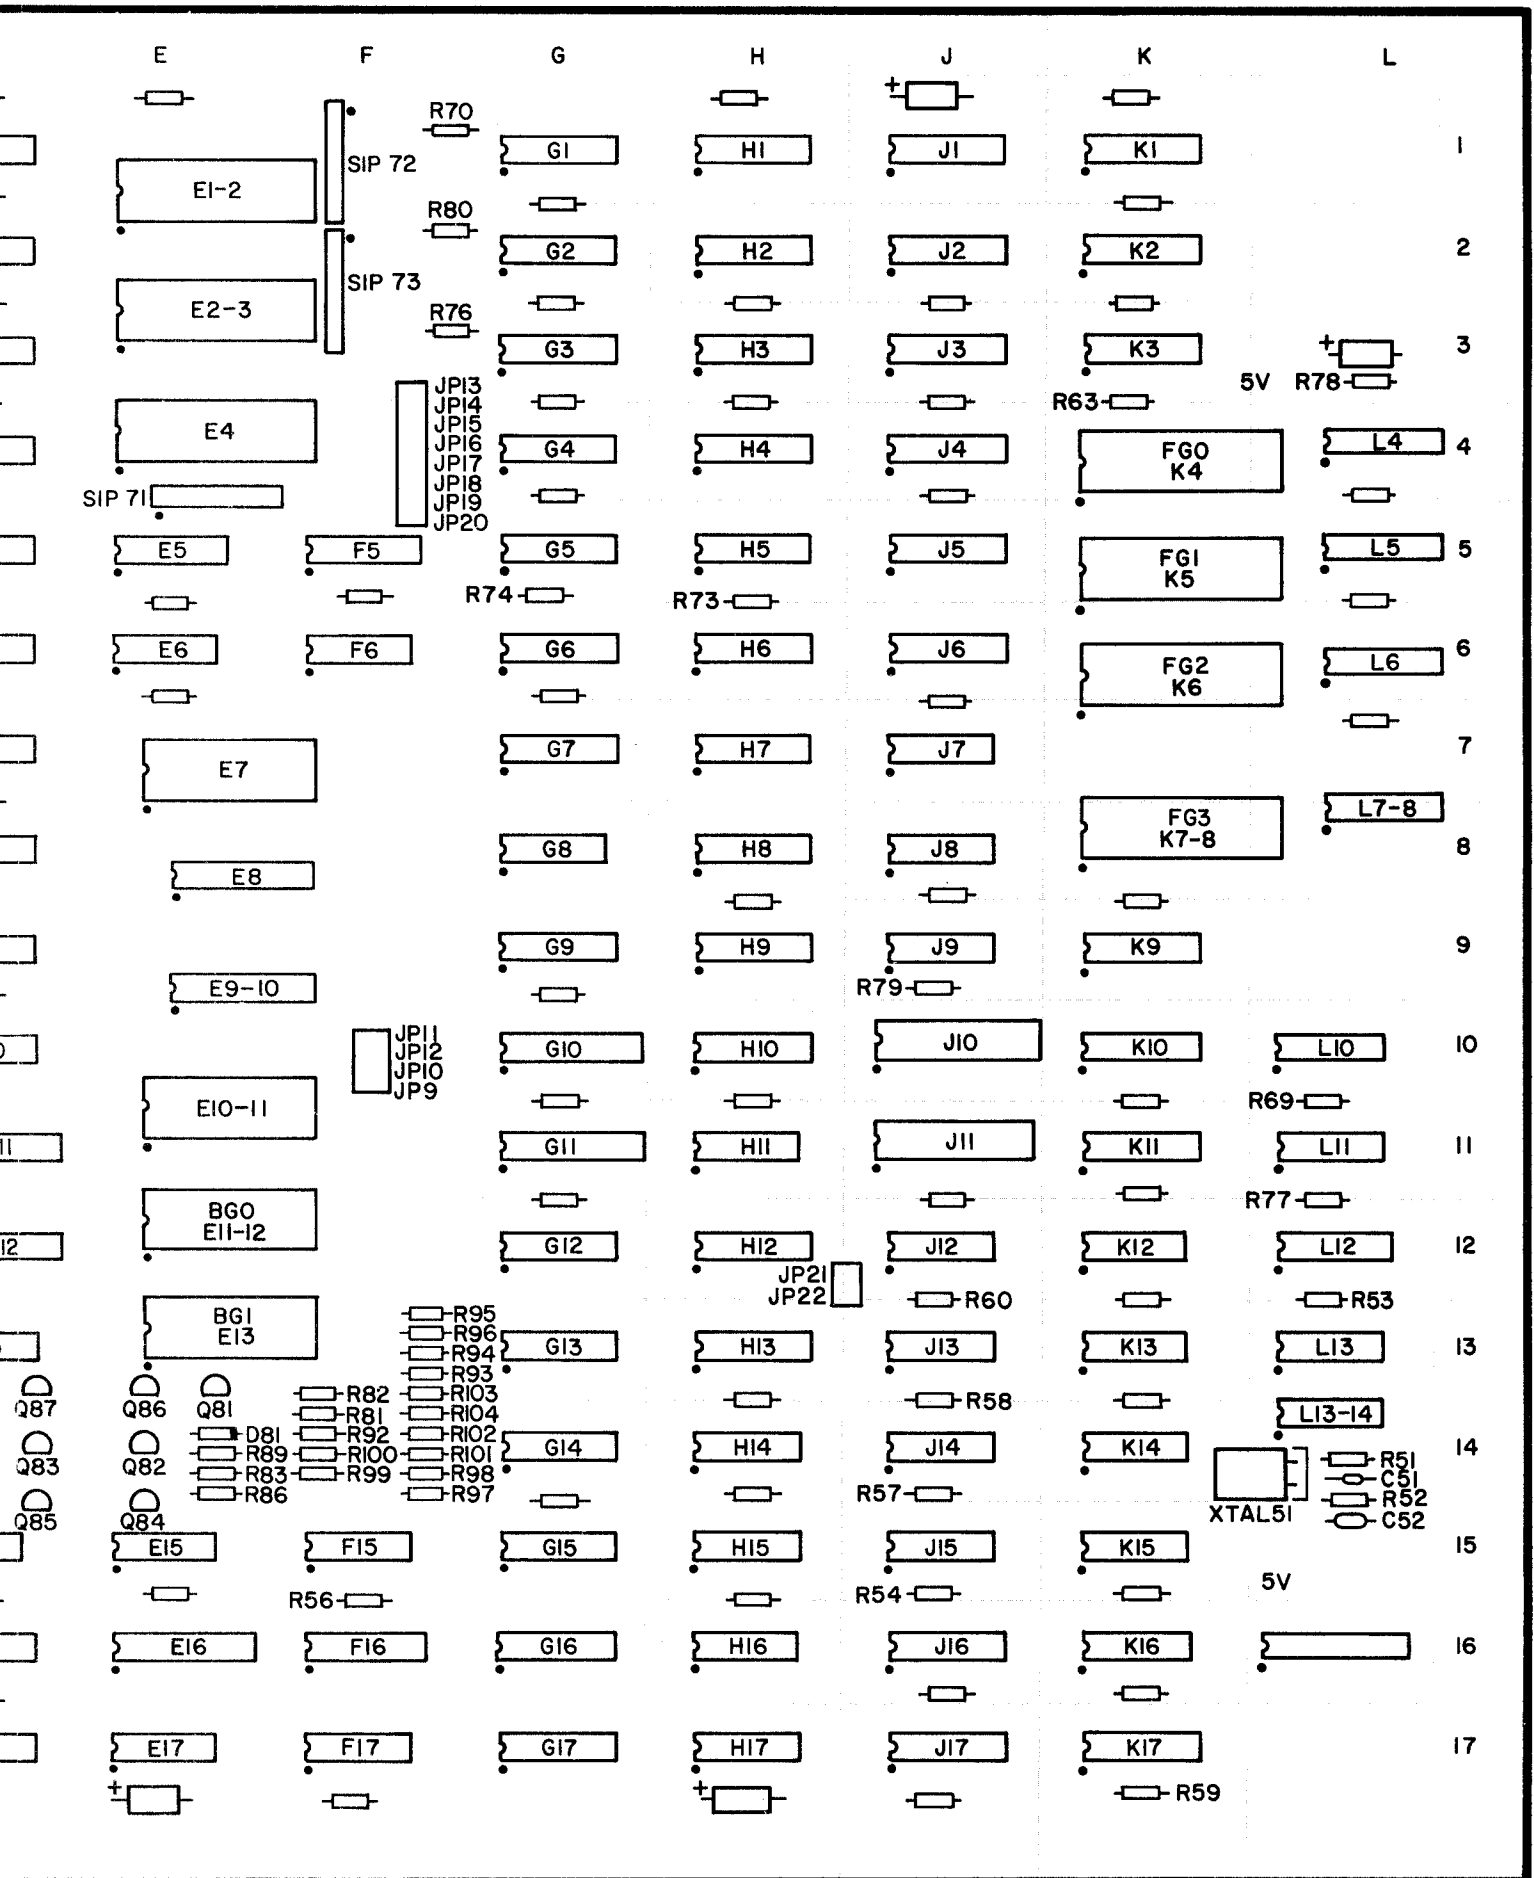 E F G H J K L
+
R70
G1 H1 J1 K1 1
SIP 72
E1-2
R80
G2 H2 J2 K2 2
SIP 73
E2-3
R76
G3 H3 J3 K3 3
+
5V R78
JP13
R63
JP14
JP15
E4
JP16
G4 H4 J4 FG0 L4 4
K4
JP17
JP18
SIP 71
JP19
JP20
E5 F5 G5 H5 J5 FG1 L5 5
K5
R74 R73
E6 F6 G6 H6 J6 FG2 L6 6
K6
E7 G7 H7 J7 7
L7-8
FG3
K7-8
E8 G8 H8 J8 8
G9 H9 J9 K9 9
E9-10 R79
JP11
JP12
JP10
JP9
0 G10 H10 J10 K10 L10 10
E10-11 R69
11 G11 H11 J11 K11 L11 11
R77
BG0
E11-12
12 G12 H12 J12 K12 L12 12
JP21
JP22 R60 R53
BG1
E13
R95
R96
R94
R93
G13 H13 J13 K13 L13 13
Q87 Q86 Q81 R82 R103 R58
R81 R104 L13-14
D81 R92 R102
Q83 Q82 R89 R100 R101 G14 H14 J14 K14 14
R83 R99 R98
R86 R97 R57
R51
C51
R52
C52
XTAL51
Q85 Q84
E15 F15 G15 H15 J15 K15 15
5V
R56 R54
E16 F16 G16 H16 J16 K16 16
E17 F17 G17 H17 J17 K17 17
+ + R59